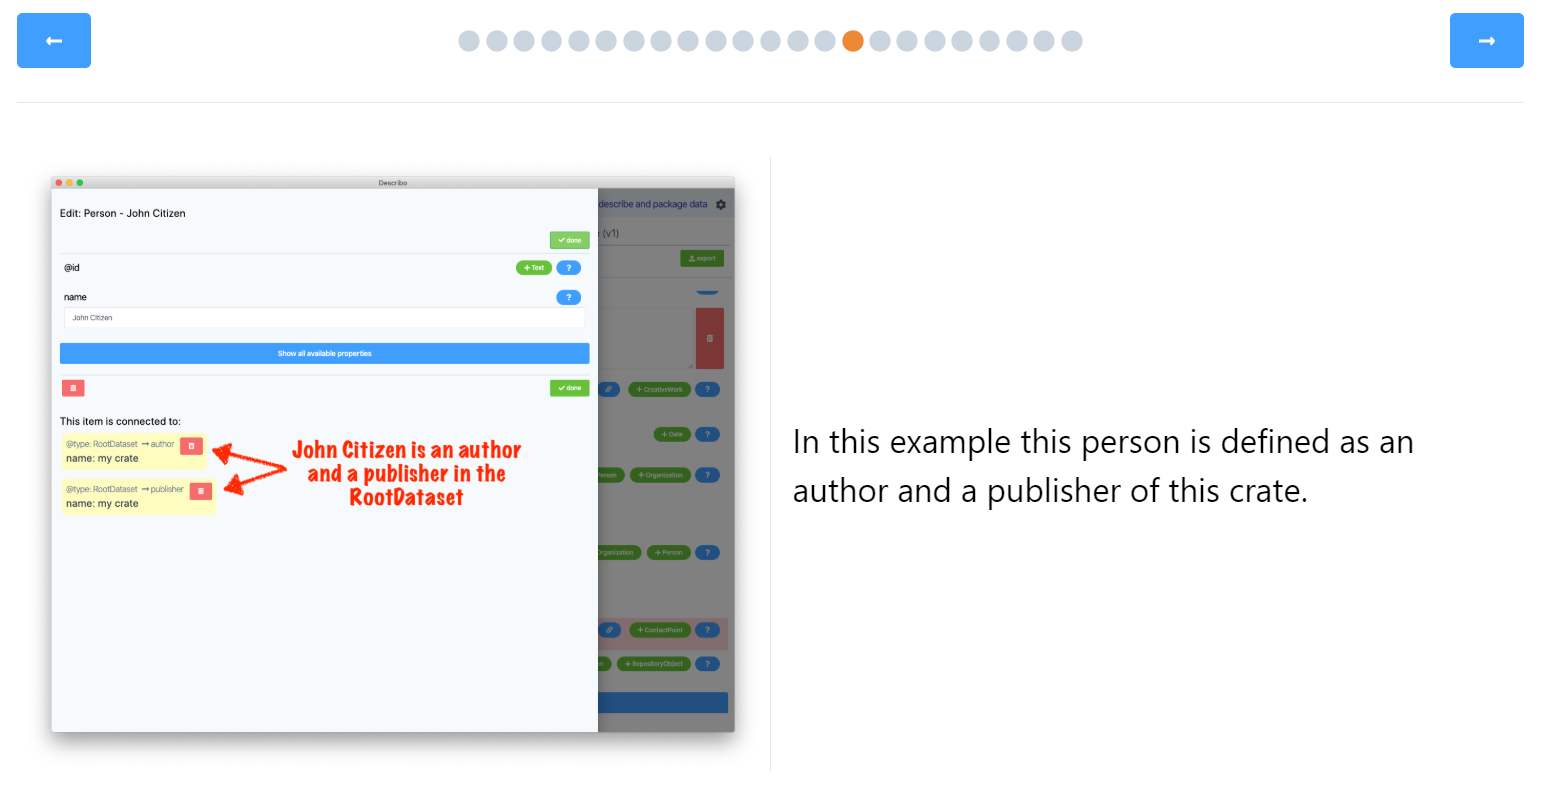 Describo
Edit: Person - John Citizen
describe and package data
(v1)
done
export
@id
+ Text
?
name
?
John Citizen
Show all available properties
done
+ CreativeWork
?
This item is connected to:
@type: RootDataset → author
name: my crate
@type: RootDataset → publisher
name: my crate
John Citizen is an author
and a publisher in the
RootDataset
+ Date
?
+ Organization
?
Organization
+ Person
?
+ ContactPoint
?
+ RepositoryObject
?
In this example this person is defined as an
author and a publisher of this crate.